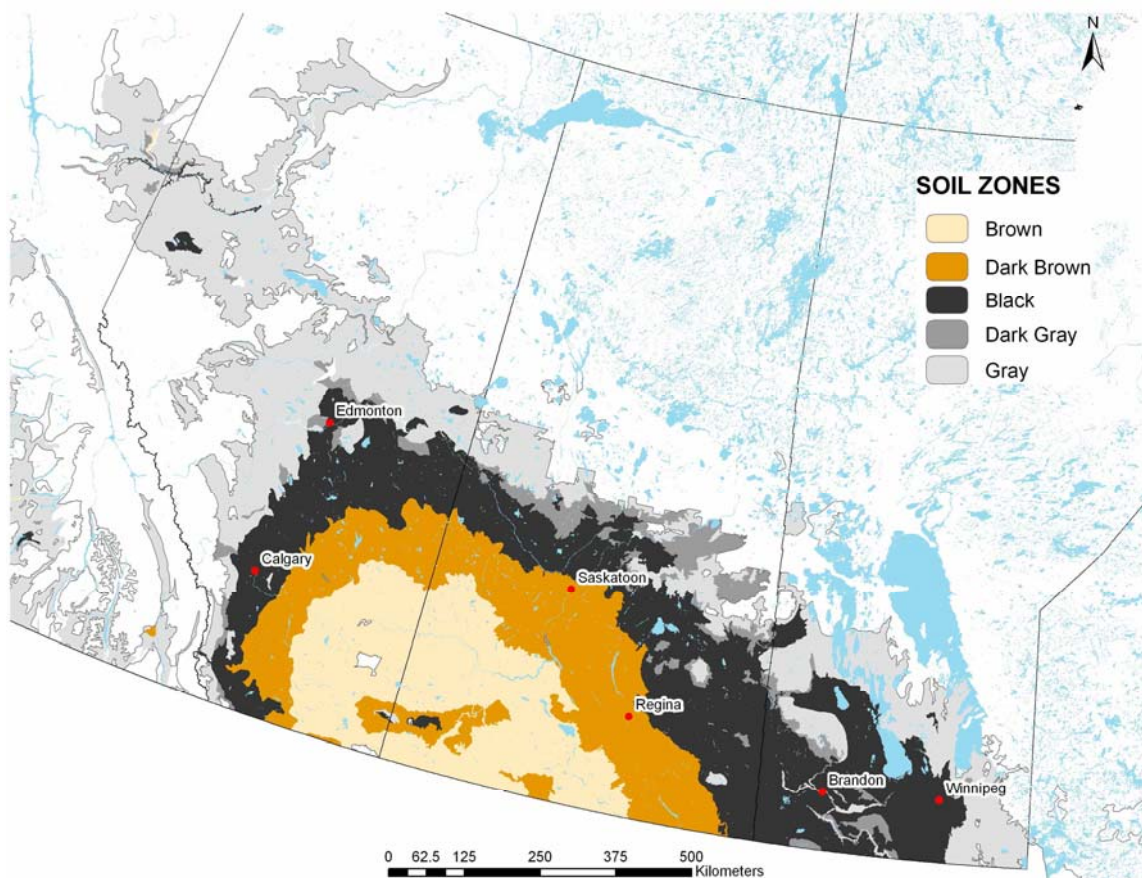 N
SOIL ZONES
Brown
Dark Brown
Black
Dark Gray
Gray
Edmonton
Calgary
Saskatoon
Regina
Brandon
Winnipeg
0 62.5 125 250 375 500
Kilometers